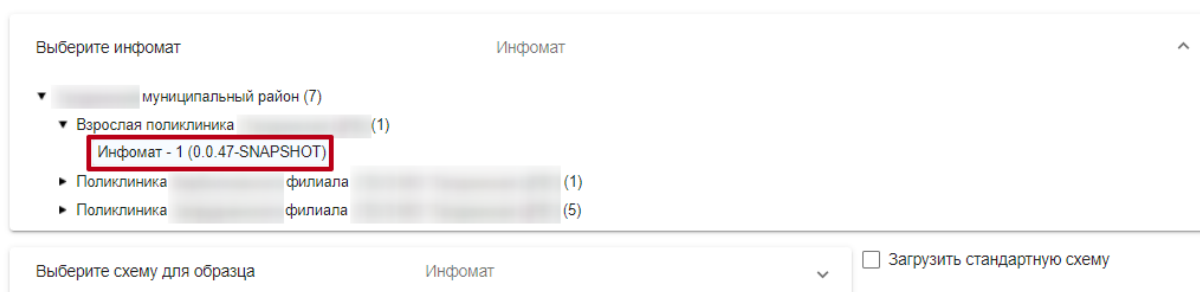 Выберите инфомат Инфомат
муниципальный район (7)
Взрослая поликлиника (1)
Инфомат - 1 (0.0.47-SNAPSHOT)
Поликлиника филиала (1)
Поликлиника филиала (5)
Выберите схему для образца Инфомат Загрузить стандартную схему